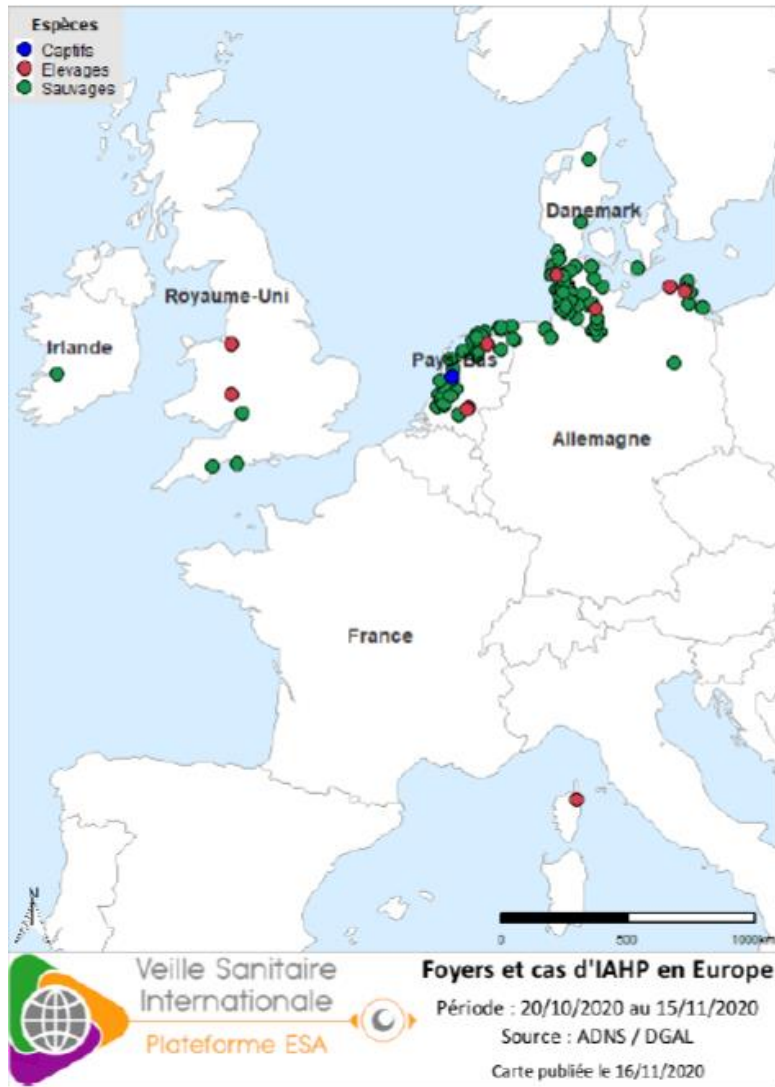 Espèces
Captifs
Elevages
Sauvages
Danemark
Royaume-Uni
Irlande
Pays-Bas
Allemagne
France
N
0 500 1000km
Veille Sanitaire
Internationale
Plateforme ESA
Foyers et cas d'IAHP en Europe
Période : 20/10/2020 au 15/11/2020
Source : ADNS / DGAL
Carte publiée le 16/11/2020